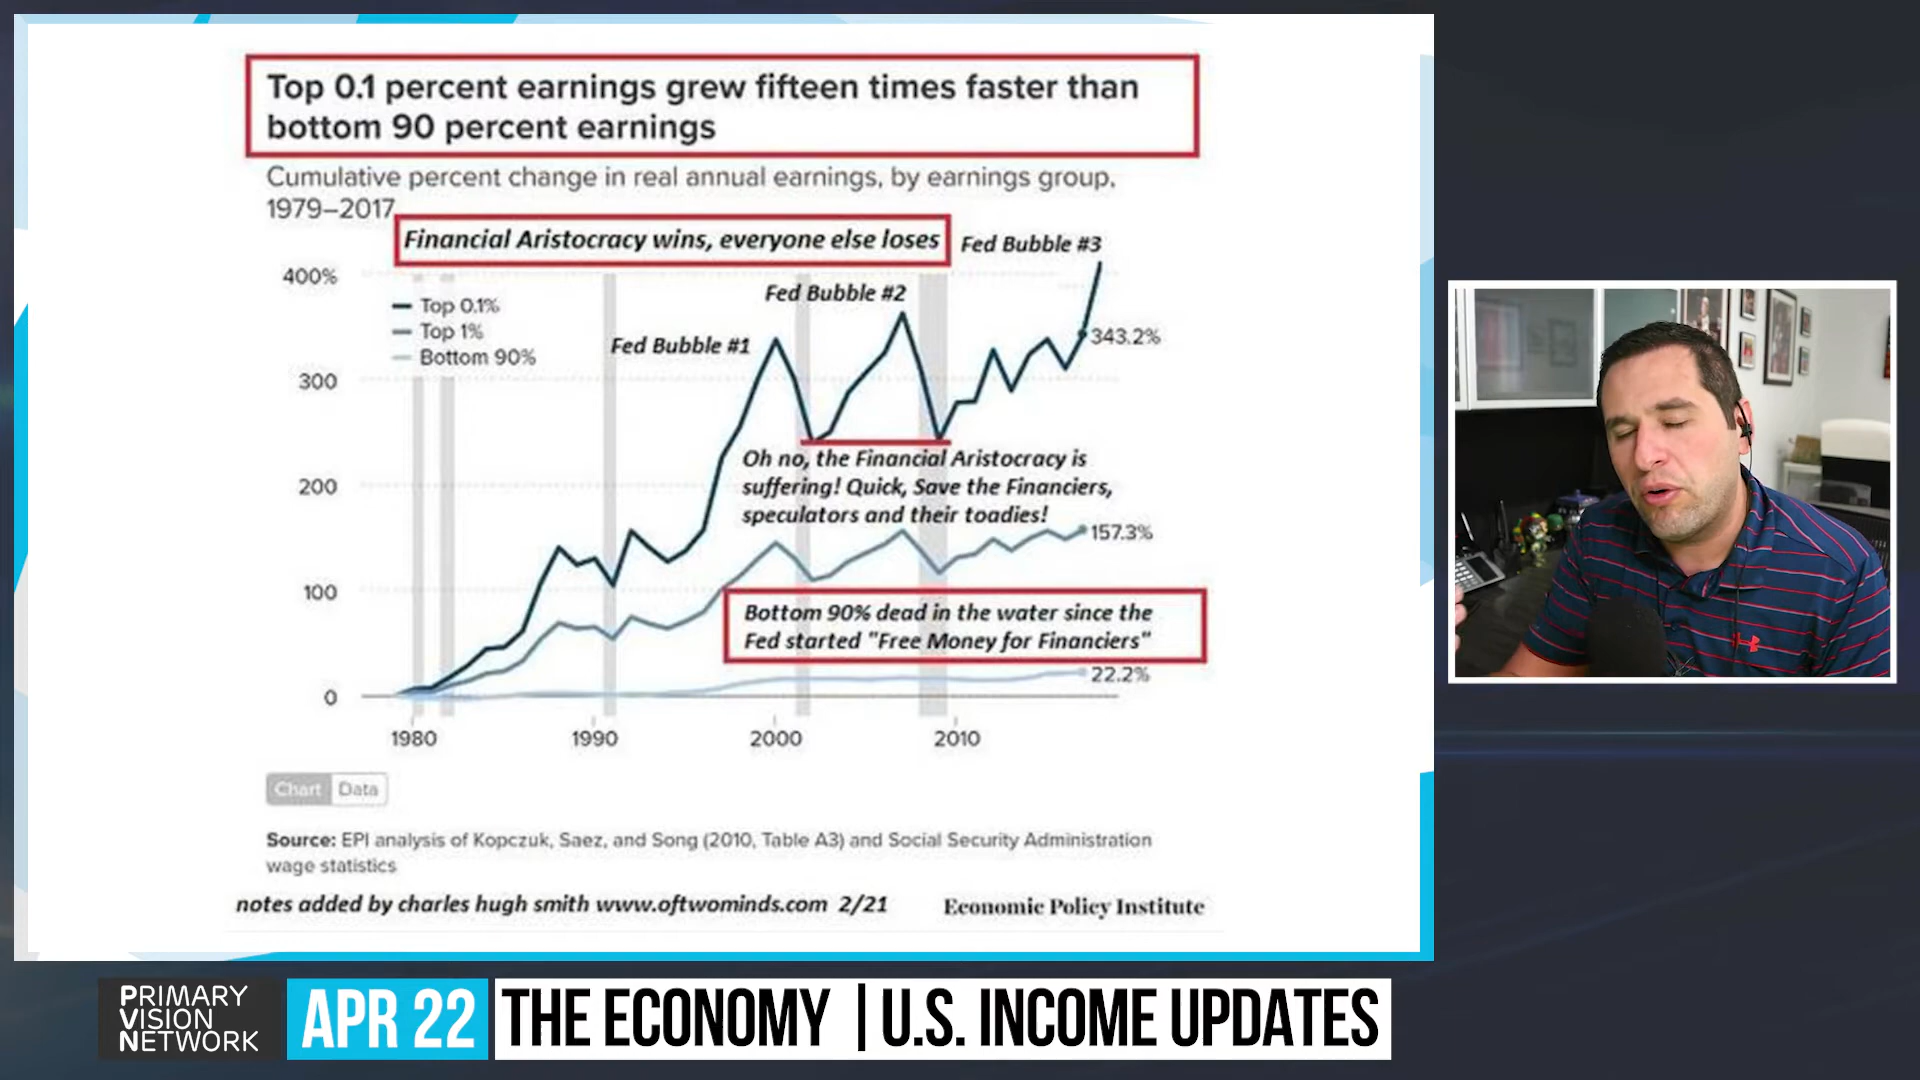 Top 0.1 percent earnings grew fifteen times faster than
bottom 90 percent earnings
Cumulative percent change in real annual earnings, by earnings group,
1979–2017
Financial Aristocracy wins, everyone else loses
Fed Bubble #3
400%
Fed Bubble #2
Top 0.1%
Top 1%
Bottom 90%
Fed Bubble #1
343.2%
300
Oh no, the Financial Aristocracy is
suffering! Quick, Save the Financiers,
speculators and their toadies!
200
157.3%
100
Bottom 90% dead in the water since the
Fed started "Free Money for Financiers"
22.2%
0
1980 1990 2000 2010
Chart Data
Source: EPI analysis of Kopczuk, Saez, and Song (2010, Table A3) and Social Security Administration
wage statistics
notes added by charles hugh smith www.oftwominds.com 2/21
Economic Policy Institute
PRIMARY
VISION
NETWORK
APR 22
THE ECONOMY | U.S. INCOME UPDATES